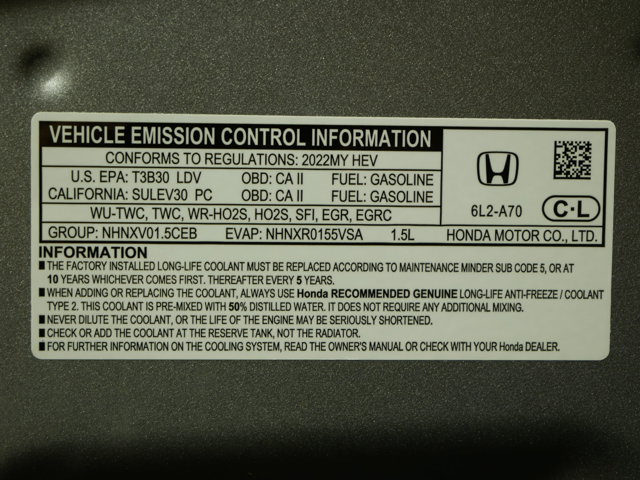 VEHICLE EMISSION CONTROL INFORMATION
CONFORMS TO REGULATIONS: 2022MY HEV
U.S. EPA: T3B30 LDV OBD: CA II FUEL: GASOLINE
CALIFORNIA: SULEV30 PC OBD: CA II FUEL: GASOLINE
WU-TWC, TWC, WR-HO2S, HO2S, SFI, EGR, EGRC
GROUP: NHNXV01.5CEB EVAP: NHNXR0155VSA 1.5L
6L2-A70 C·L
HONDA MOTOR CO., LTD.
INFORMATION
■ THE FACTORY INSTALLED LONG-LIFE COOLANT MUST BE REPLACED ACCORDING TO MAINTENANCE MINDER SUB CODE 5, OR AT
10 YEARS WHICHEVER COMES FIRST. THEREAFTER EVERY 5 YEARS.
■ WHEN ADDING OR REPLACING THE COOLANT, ALWAYS USE Honda RECOMMENDED GENUINE LONG-LIFE ANTI-FREEZE / COOLANT
TYPE 2. THIS COOLANT IS PRE-MIXED WITH 50% DISTILLED WATER. IT DOES NOT REQUIRE ANY ADDITIONAL MIXING.
■ NEVER DILUTE THE COOLANT, OR THE LIFE OF THE ENGINE MAY BE SERIOUSLY SHORTENED.
■ CHECK OR ADD THE COOLANT AT THE RESERVE TANK, NOT THE RADIATOR.
■ FOR FURTHER INFORMATION ON THE COOLING SYSTEM, READ THE OWNER'S MANUAL OR CHECK WITH YOUR Honda DEALER.